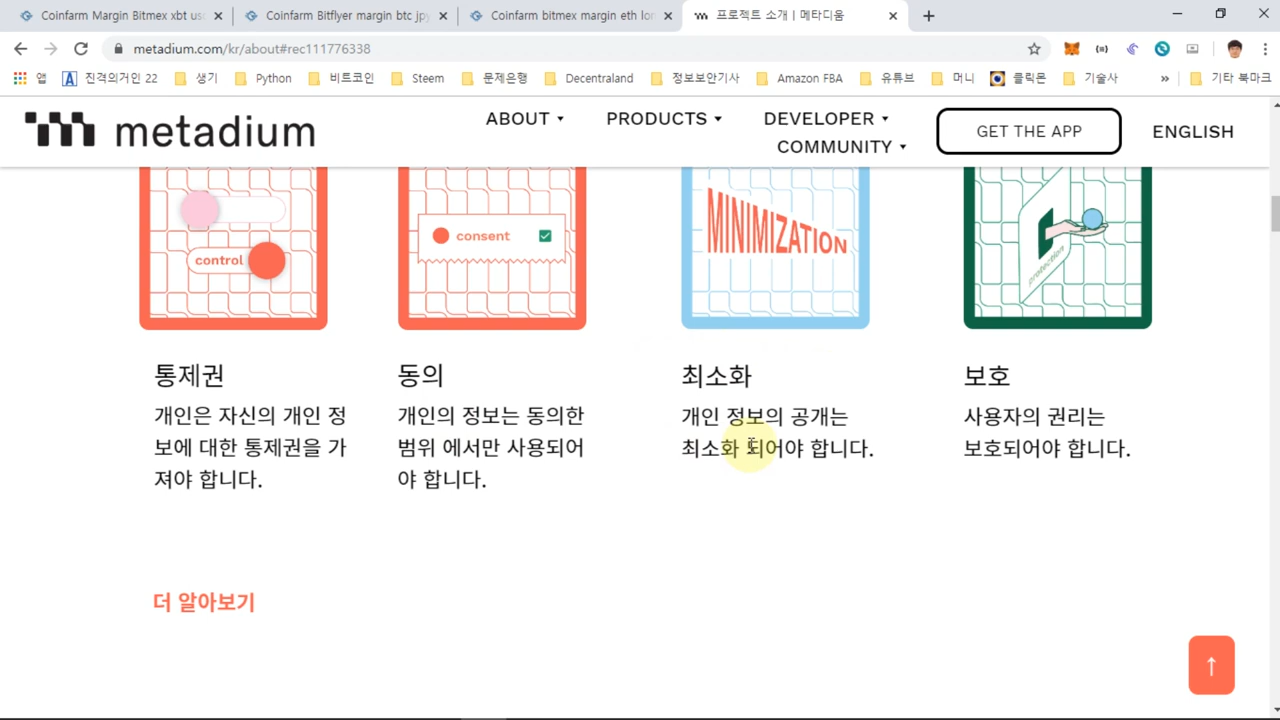 Coinfarm Margin Bitmex xbt usd
Coinfarm Bitflyer margin btc jpy
Coinfarm bitmex margin eth lon
프로젝트 소개 | 메타디움
metadium.com/kr/about#rec111776338
앱
진격의거인 22
생기
Python
비트코인
Steem
문제은행
Decentraland
정보보안기사
Amazon FBA
유튜브
머니
클릭몬
기술사
»
기타 북마크
metadium
ABOUT
PRODUCTS
DEVELOPER
COMMUNITY
GET THE APP
ENGLISH
control
consent
MINIMIZATION
protection
통제권
개인은 자신의 개인 정
보에 대한 통제권을 가
져야 합니다.
동의
개인의 정보는 동의한
범위 에서만 사용되어
야 합니다.
최소화
개인 정보의 공개는
최소화 되어야 합니다.
보호
사용자의 권리는
보호되어야 합니다.
더 알아보기